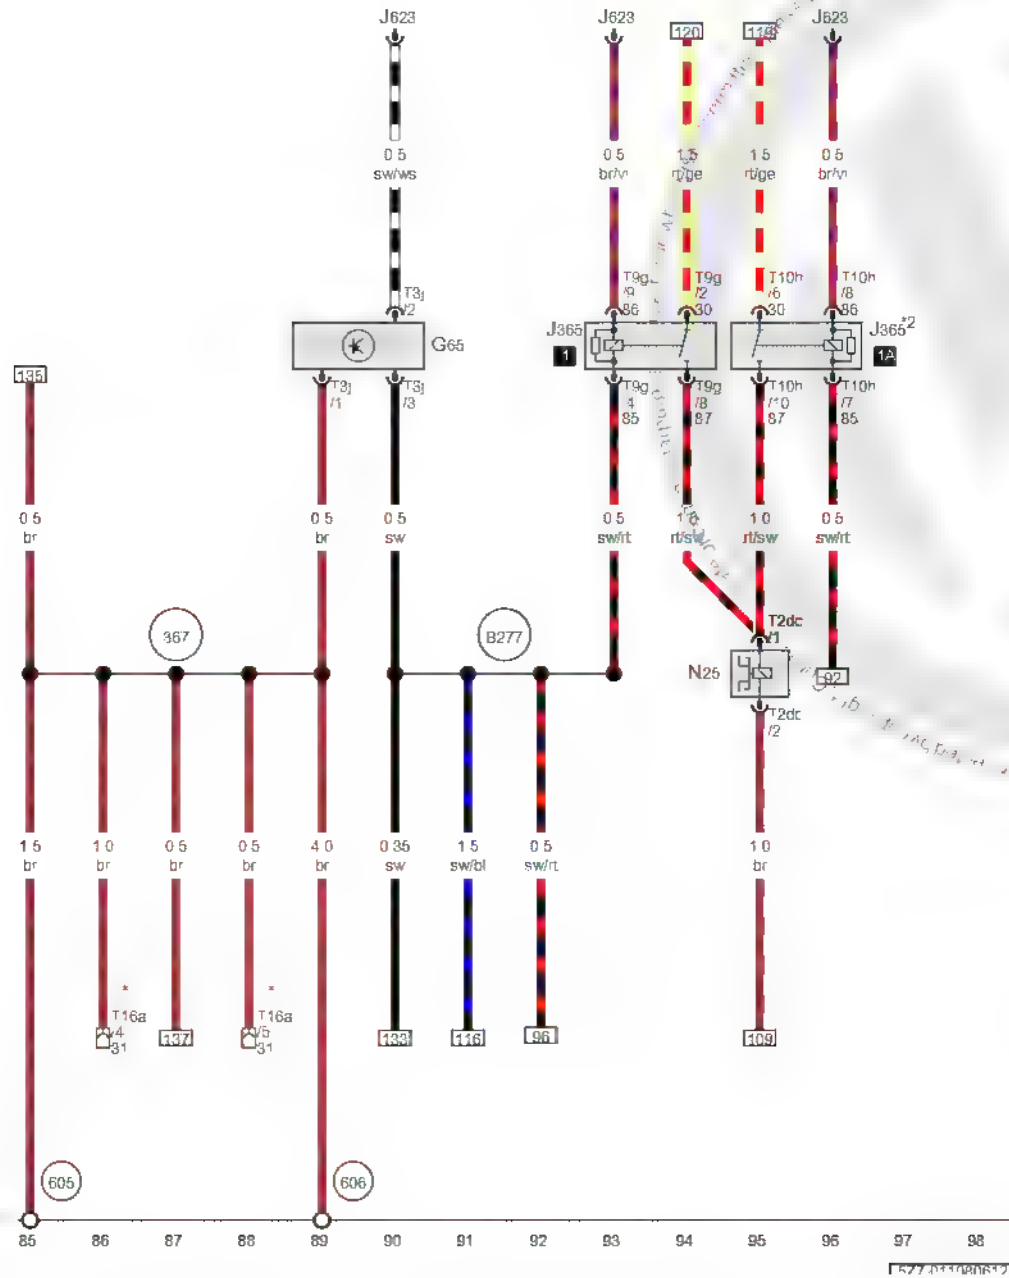 J623 J623 120 J623
0 5 0 5 1 5 1 5 0 5
sw/ws rt/ge rt/ge
T3j T9g T9g T10h T10h
/2 /9 /2 /6 /8
86 30 30 86
G65 J365 J365*2
1 1A
135
T3j T3j T9g T9g T10h T10h
/1 /3 4 /8 /10 /7
85 87 87 85
0 5 0 5 0 5 0 5 1 0 0 5
br br sw sw/rt rt/sw rt/sw sw/rt
367 B277
T2dc
/1
N25 92
T2dc
/2
1 5 1 0 0 5 0 5 4 0 0 35 1 5 0 5 1 0
br br br br br sw sw/bl sw/rt br
* *
T16a T16a
/4 /5
31 137 31 133 116 96 109
605 606
85 86 87 88 89 90 91 92 93 94 95 96 97 98